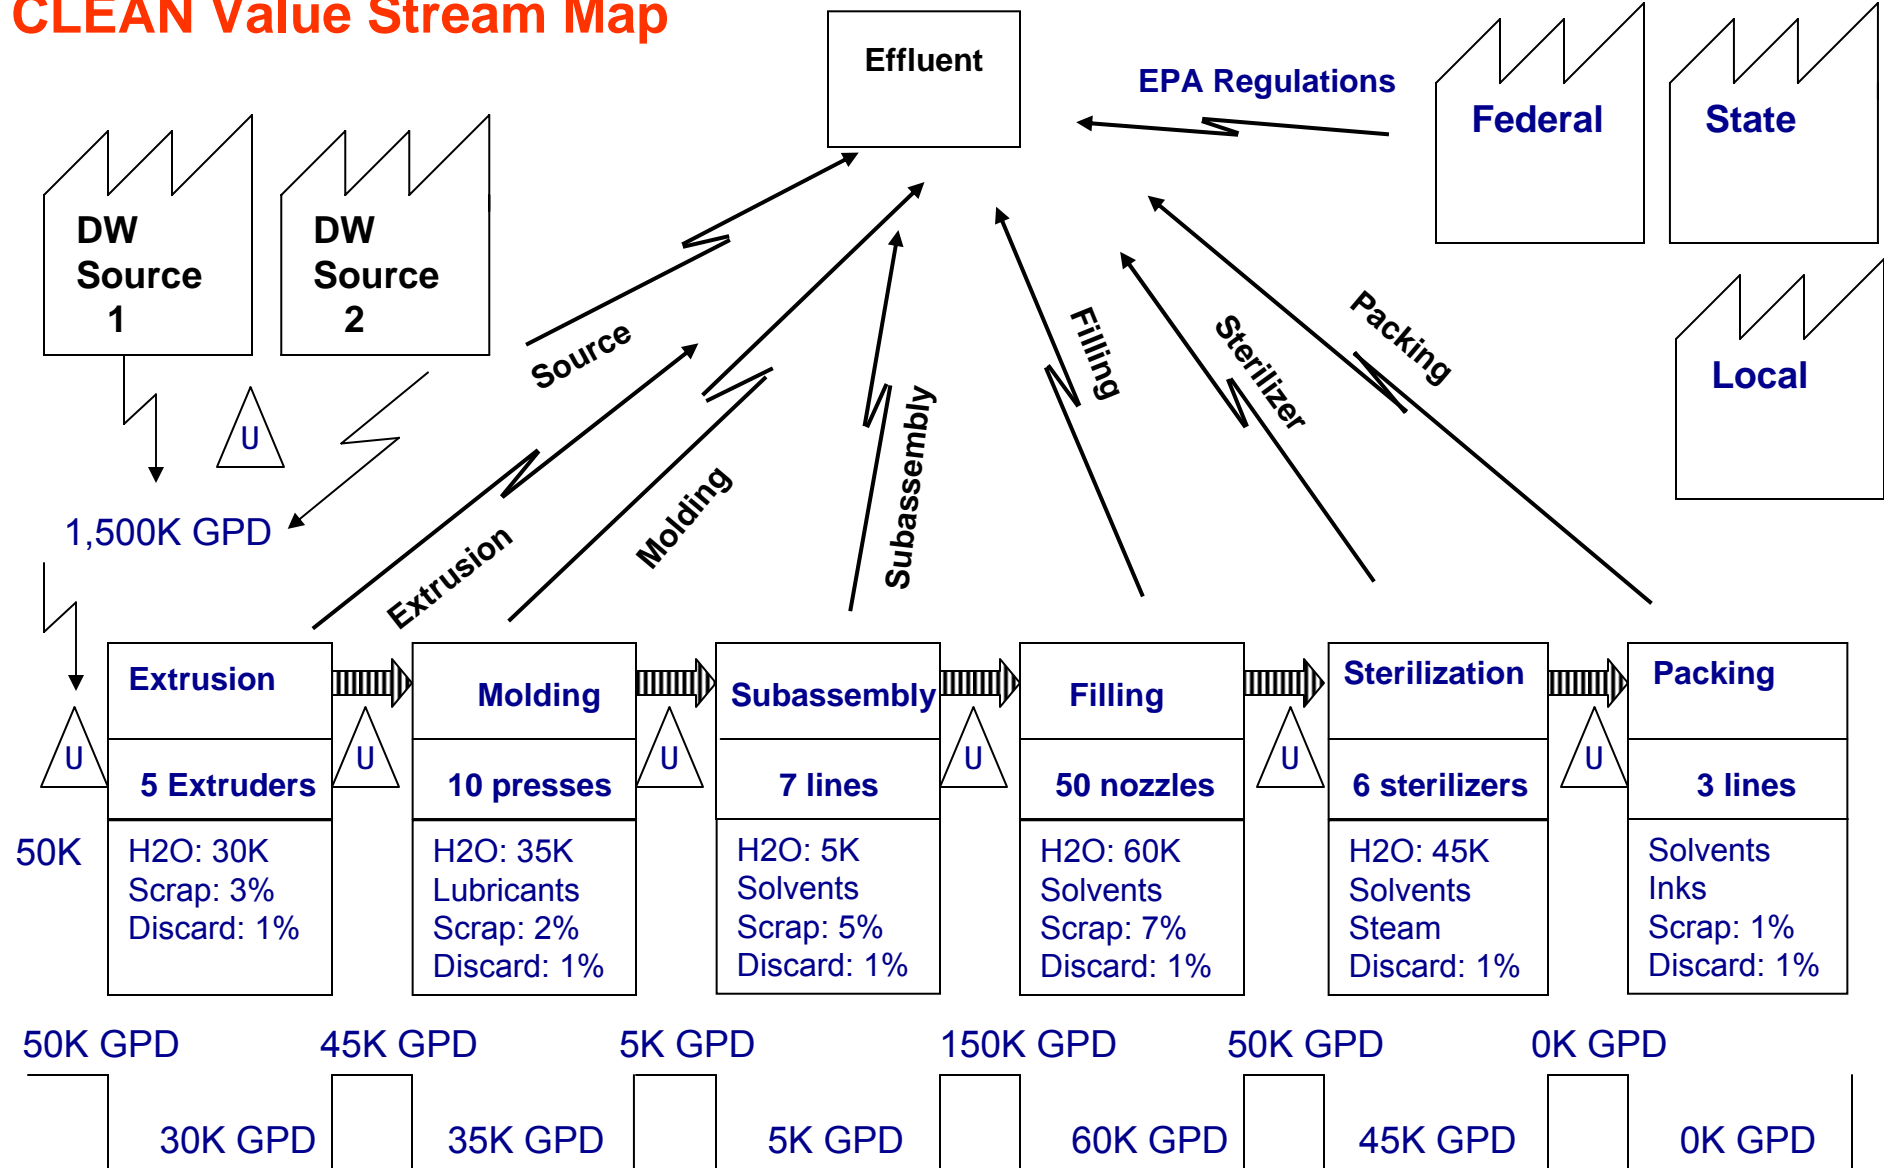 CLEAN Value Stream Map
Effluent
EPA Regulations
Federal
State
Local
DW
Source
1
DW
Source
2
U
1,500K GPD
Source
Extrusion
Molding
Subassembly
Filling
Sterilizer
Packing
Extrusion
Molding
Subassembly
Filling
Sterilization
Packing
U
U
U
U
U
U
5 Extruders
10 presses
7 lines
50 nozzles
6 sterilizers
3 lines
50K
H2O: 30K
Scrap: 3%
Discard: 1%
H2O: 35K
Lubricants
Scrap: 2%
Discard: 1%
H2O: 5K
Solvents
Scrap: 5%
Discard: 1%
H2O: 60K
Solvents
Scrap: 7%
Discard: 1%
H2O: 45K
Solvents
Steam
Discard: 1%
Solvents
Inks
Scrap: 1%
Discard: 1%
50K GPD
45K GPD
5K GPD
150K GPD
50K GPD
0K GPD
30K GPD
35K GPD
5K GPD
60K GPD
45K GPD
0K GPD